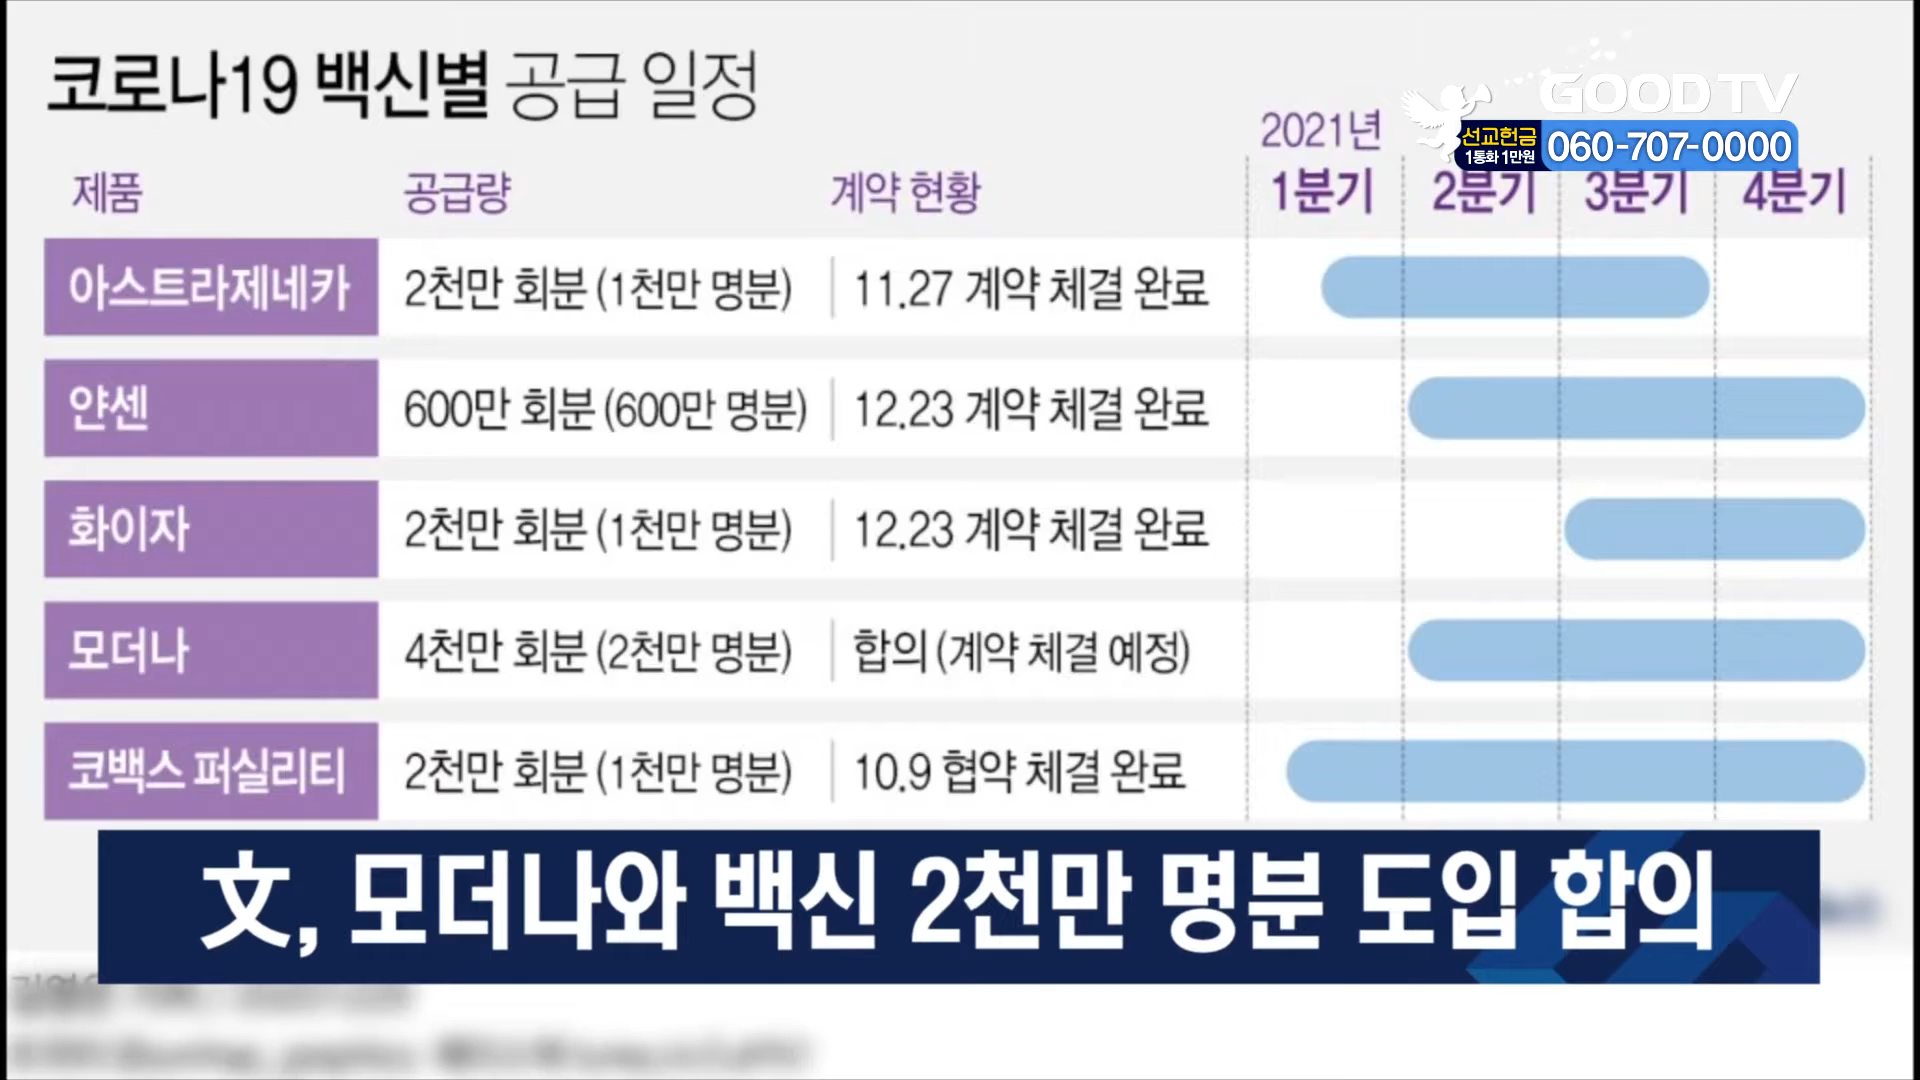 코로나19 백신별 공급 일정
GOODTV
선교헌금
1통화 1만원
060-707-0000
2021년
제품 공급량 계약 현황 1분기 2분기 3분기 4분기
아스트라제네카 2천만 회분 (1천만 명분) 11.27 계약 체결 완료
얀센 600만 회분 (600만 명분) 12.23 계약 체결 완료
화이자 2천만 회분 (1천만 명분) 12.23 계약 체결 완료
모더나 4천만 회분 (2천만 명분) 합의 (계약 체결 예정)
코백스 퍼실리티 2천만 회분 (1천만 명분) 10.9 협약 체결 완료
文, 모더나와 백신 2천만 명분 도입 합의